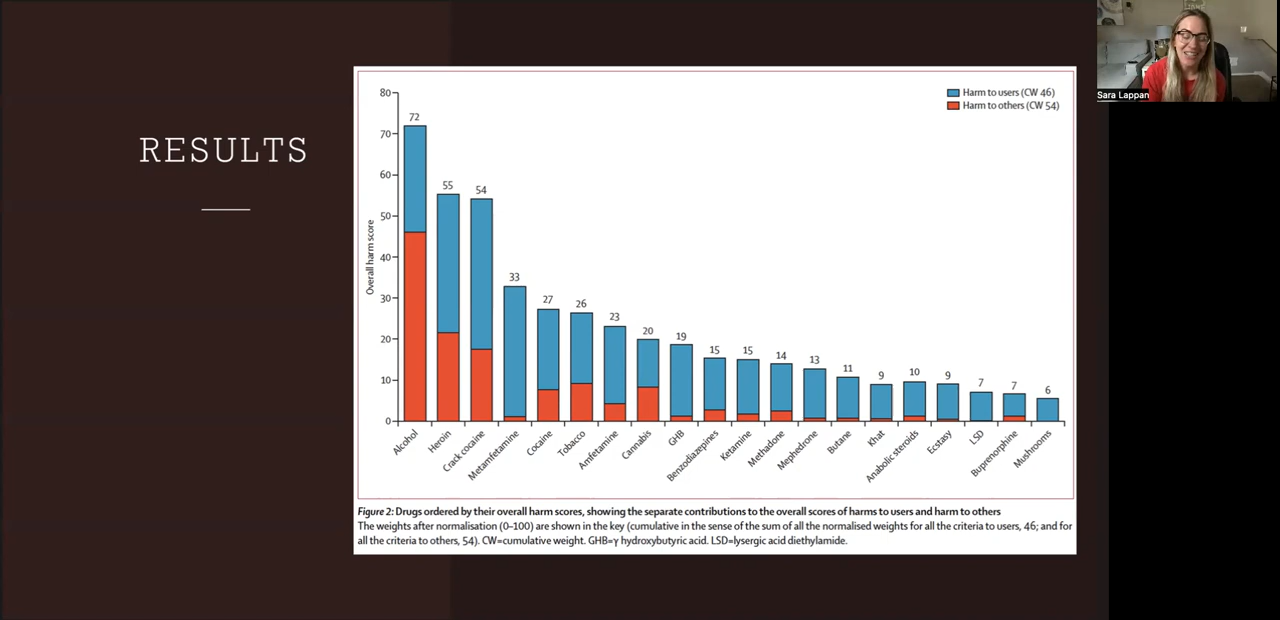 RESULTS
Sara Lappan
Harm to users (CW 46)
Harm to others (CW 54)
Overall harm score
80
70
60
50
40
30
20
10
0
72
55
54
33
27
26
23
20
19
15
15
14
13
11
9
10
9
7
7
6
Alcohol
Heroin
Crack cocaine
Metamfetamine
Cocaine
Tobacco
Amfetamine
Cannabis
GHB
Benzodiazepines
Ketamine
Methadone
Mephedrone
Butane
Khat
Anabolic steroids
Ecstasy
LSD
Buprenorphine
Mushrooms
Figure 2: Drugs ordered by their overall harm scores, showing the separate contributions to the overall scores of harms to users and harm to others
The weights after normalisation (0–100) are shown in the key (cumulative in the sense of the sum of all the normalised weights for all the criteria to users, 46; and for
all the criteria to others, 54). CW=cumulative weight. GHB=γ hydroxybutyric acid. LSD=lysergic acid diethylamide.